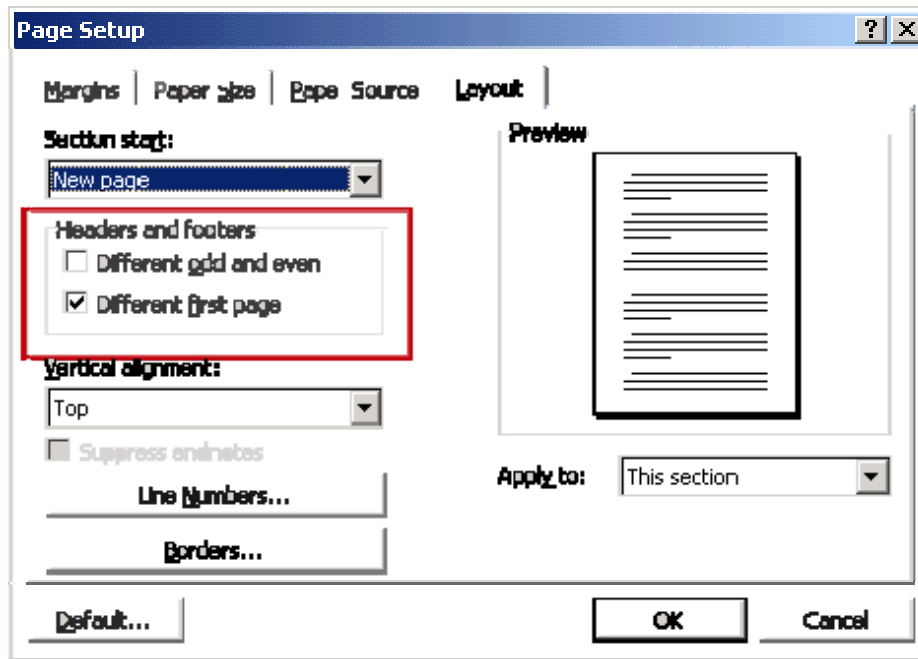 Page Setup
Margins Paper Size Pape Source Layout
Section start:
New page
Preview
Headers and footers
Different odd and even
Different first page
Vertical alignment:
Top
Suppress endnotes
Apply to: This section
Line Numbers...
Borders...
Default... OK Cancel